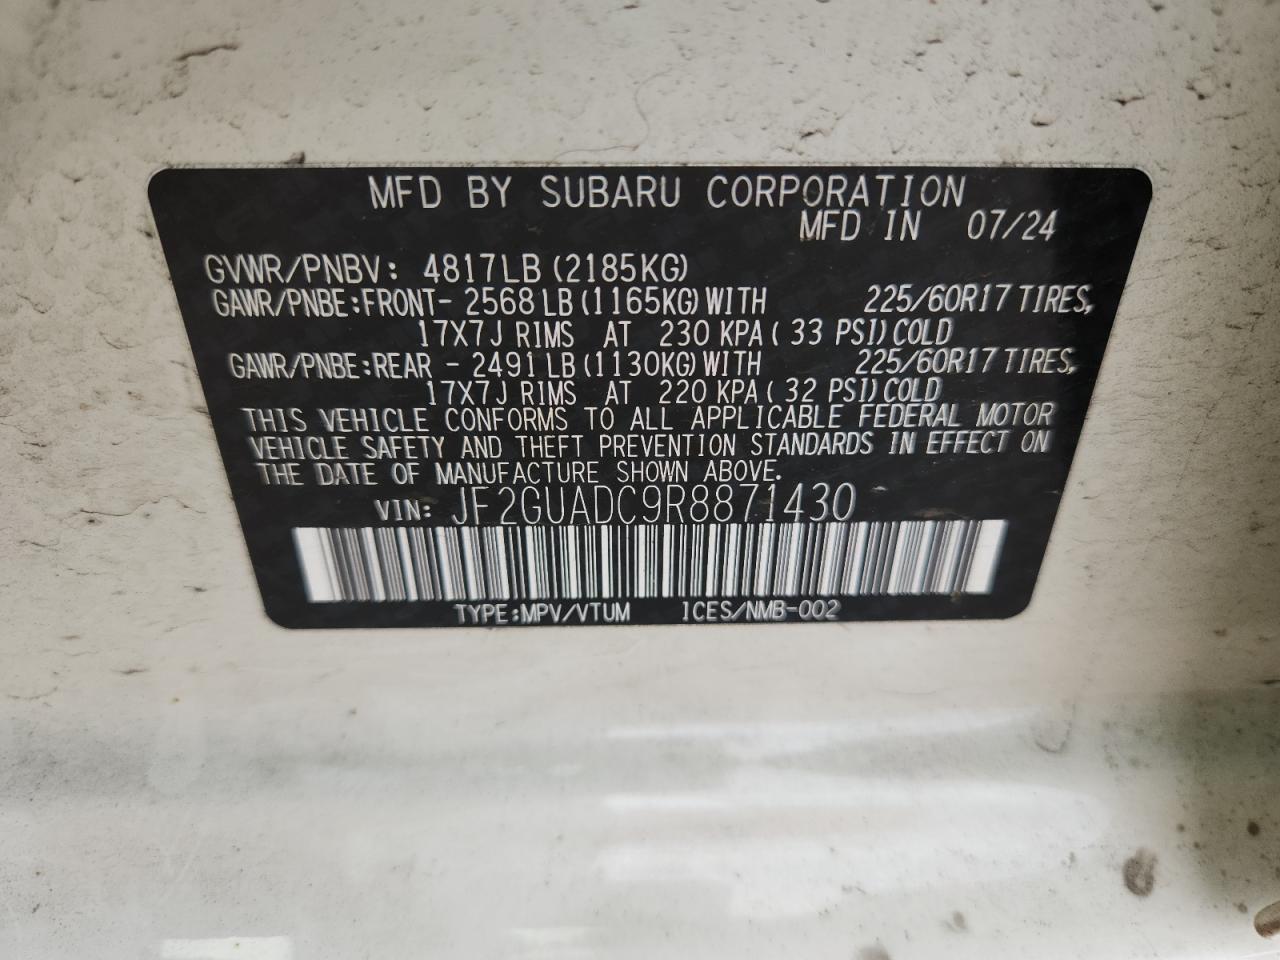 MFD BY SUBARU CORPORATION
MFD IN 07/24
GVWR/PNBV: 4817LB (2185KG)
GAWR/PNBE:FRONT- 2568 LB (1165KG) WITH 225/60R17 TIRES,
17X7J RIMS AT 230 KPA ( 33 PSI) COLD
GAWR/PNBE:REAR - 2491 LB (1130KG) WITH 225/60R17 TIRES,
17X7J RIMS AT 220 KPA ( 32 PSI) COLD
THIS VEHICLE CONFORMS TO ALL APPLICABLE FEDERAL MOTOR
VEHICLE SAFETY AND THEFT PREVENTION STANDARDS IN EFFECT ON
THE DATE OF MANUFACTURE SHOWN ABOVE.
VIN: JF2GUADC9R8871430
TYPE:MPV/VTUM ICES/NMB-002